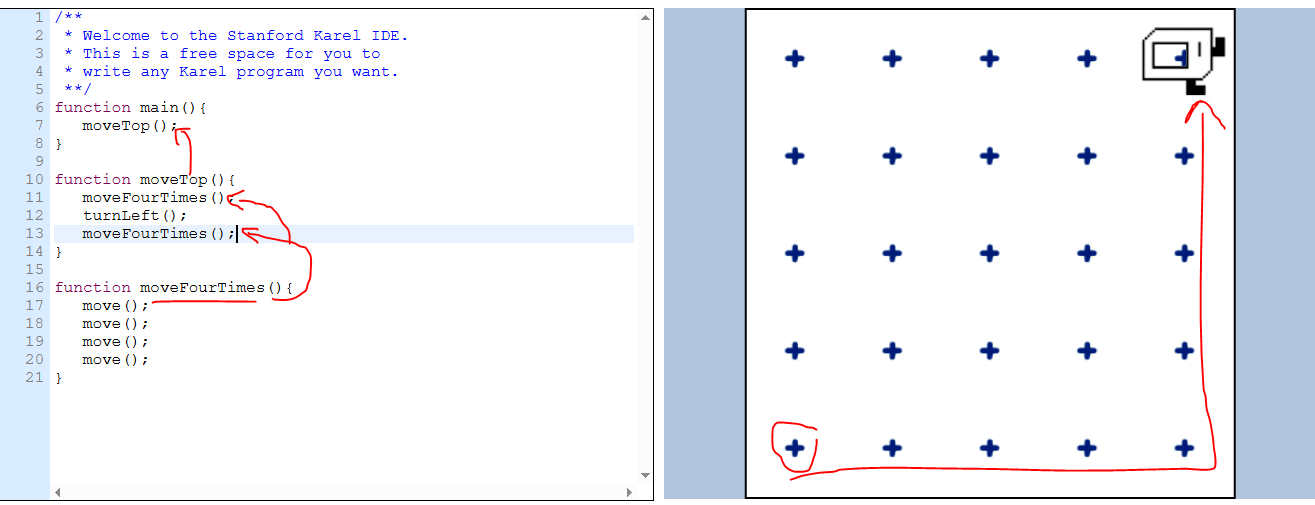 1 /**
2 * Welcome to the Stanford Karel IDE.
3 * This is a free space for you to
4 * write any Karel program you want.
5 **/
6 function main(){
7 moveTop();
8 }
9
10 function moveTop(){
11 moveFourTimes();
12 turnLeft();
13 moveFourTimes();
14 }
15
16 function moveFourTimes(){
17 move();
18 move();
19 move();
20 move();
21 }